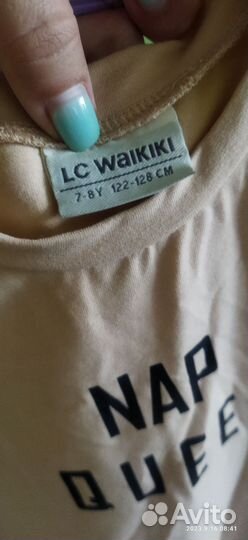 LC WAIKIKI
7-8Y 122-128 CM
NAP
QUEE
Avito
2023.9.16 08:41